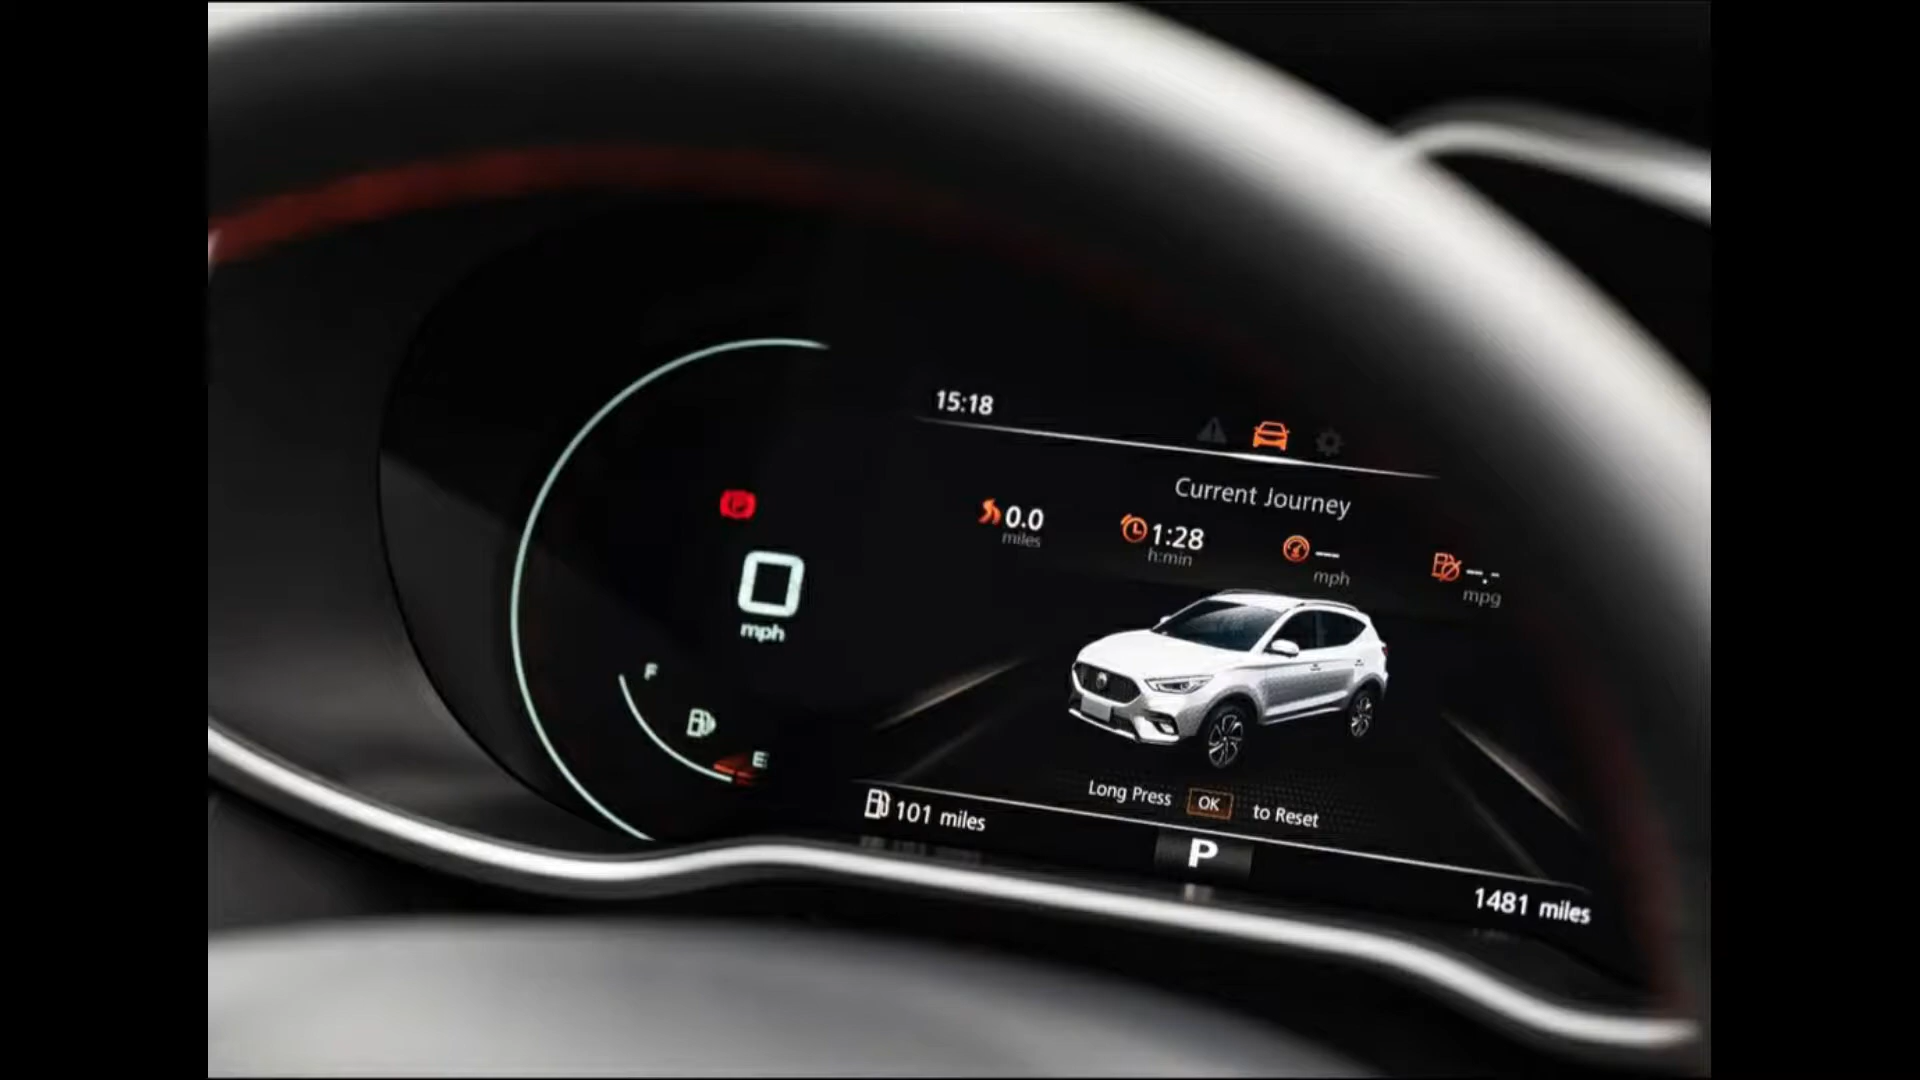 15:18
Current Journey
0.0
miles
1:28
h:min
--
mph
--.-
mpg
0
mph
F
E
Long Press OK to Reset
101 miles
P
1481 miles